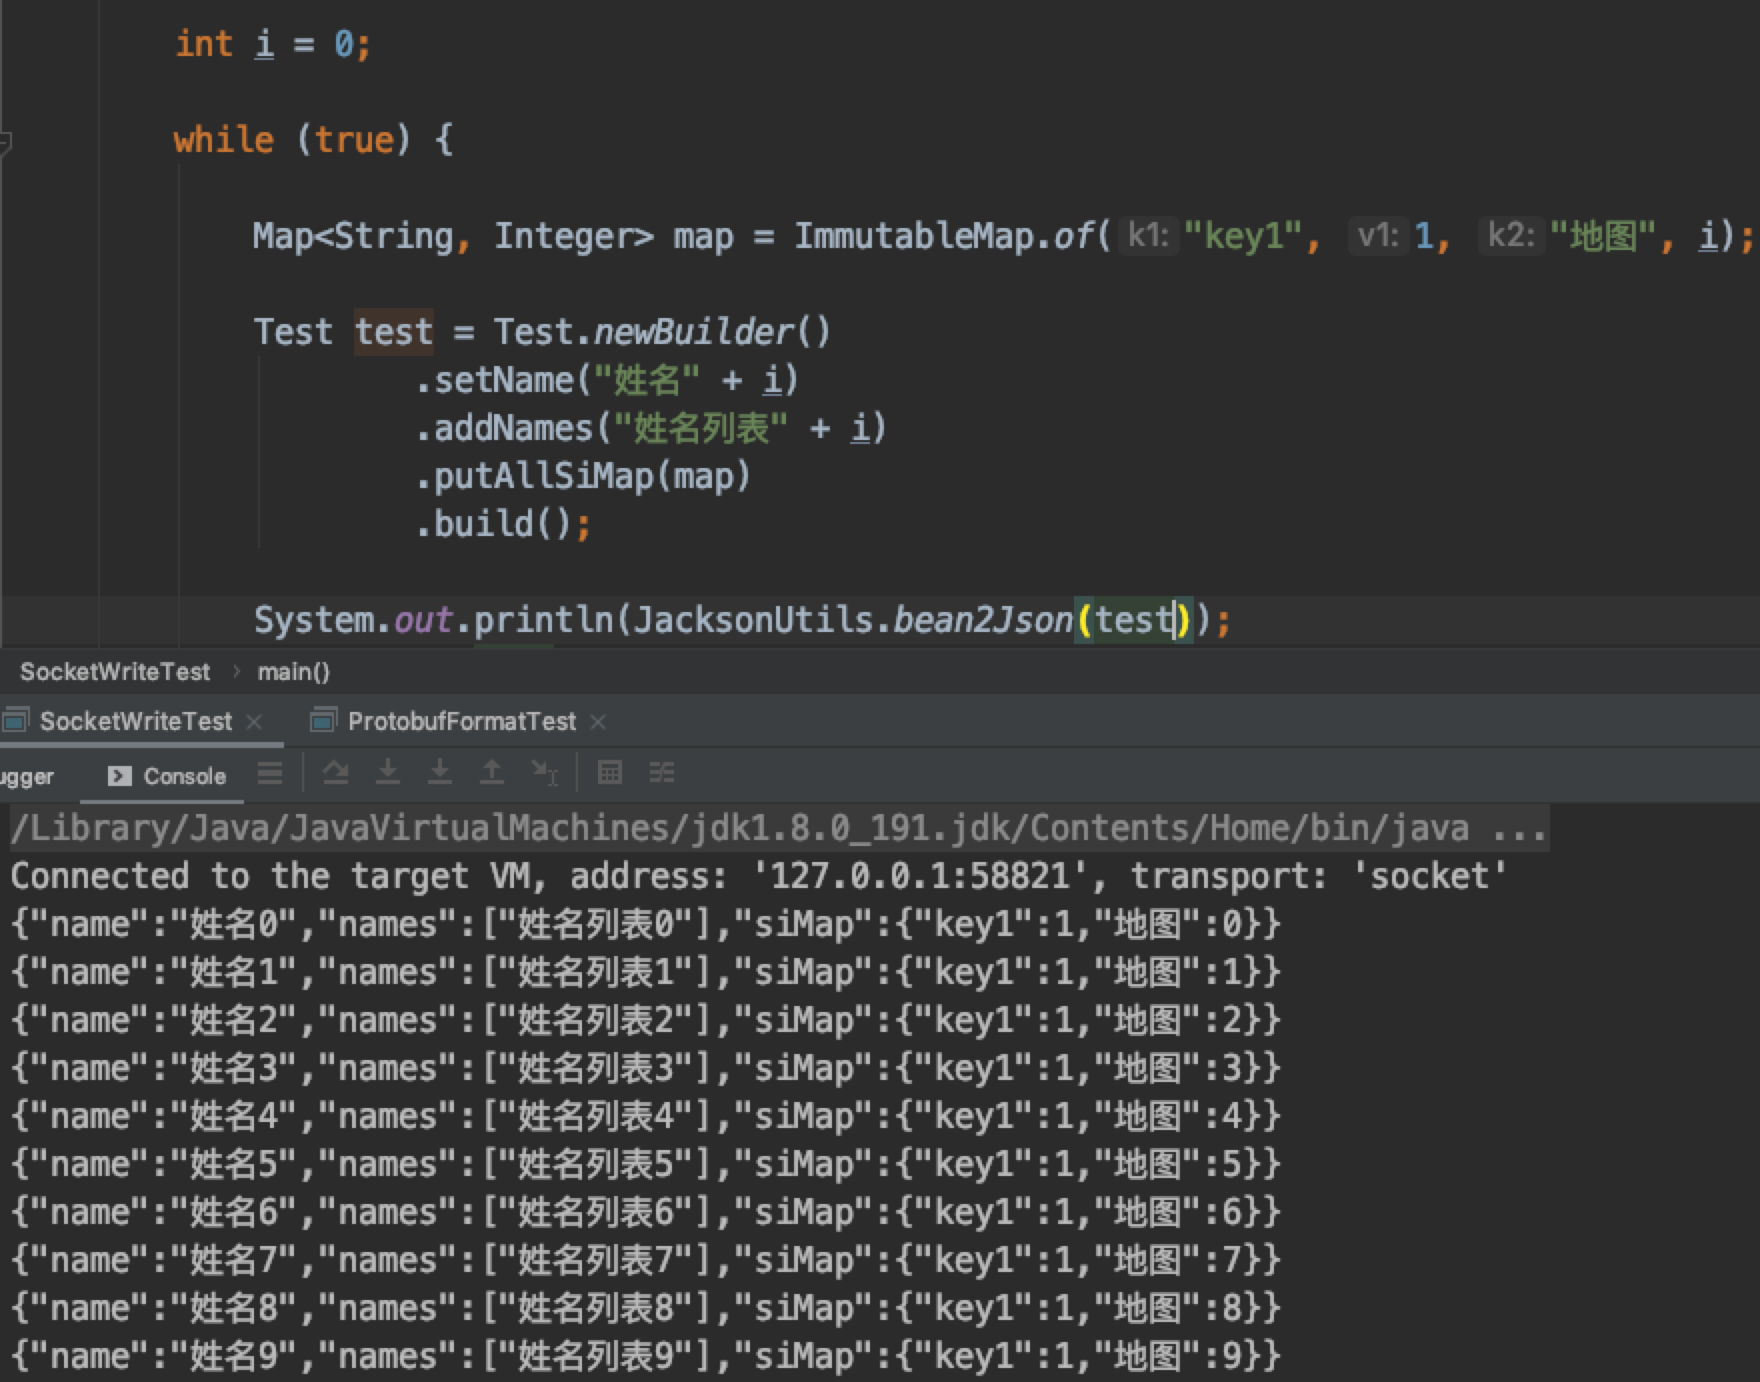 int i = 0;
while (true) {
Map<String, Integer> map = ImmutableMap.of( k1: "key1", v1: 1, k2: "地图", i);
Test test = Test.newBuilder()
.setName("姓名" + i)
.addNames("姓名列表" + i)
.putAllSiMap(map)
.build();
System.out.println(JacksonUtils.bean2Json(test));
SocketWriteTest › main()
SocketWriteTest × ProtobufFormatTest ×
ugger Console
/Library/Java/JavaVirtualMachines/jdk1.8.0_191.jdk/Contents/Home/bin/java ...
Connected to the target VM, address: '127.0.0.1:58821', transport: 'socket'
{"name":"姓名0","names":["姓名列表0"],"siMap":{"key1":1,"地图":0}}
{"name":"姓名1","names":["姓名列表1"],"siMap":{"key1":1,"地图":1}}
{"name":"姓名2","names":["姓名列表2"],"siMap":{"key1":1,"地图":2}}
{"name":"姓名3","names":["姓名列表3"],"siMap":{"key1":1,"地图":3}}
{"name":"姓名4","names":["姓名列表4"],"siMap":{"key1":1,"地图":4}}
{"name":"姓名5","names":["姓名列表5"],"siMap":{"key1":1,"地图":5}}
{"name":"姓名6","names":["姓名列表6"],"siMap":{"key1":1,"地图":6}}
{"name":"姓名7","names":["姓名列表7"],"siMap":{"key1":1,"地图":7}}
{"name":"姓名8","names":["姓名列表8"],"siMap":{"key1":1,"地图":8}}
{"name":"姓名9","names":["姓名列表9"],"siMap":{"key1":1,"地图":9}}